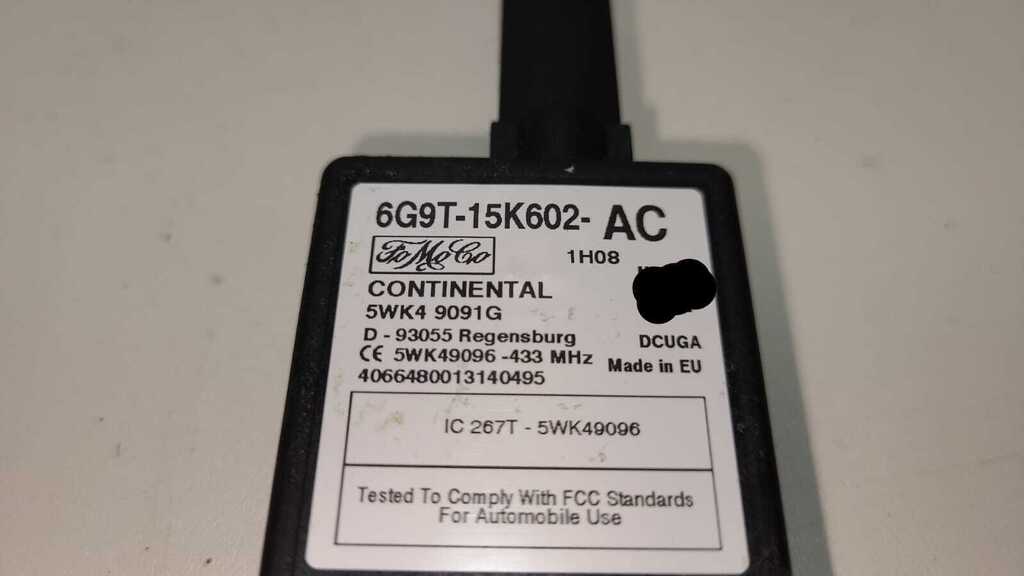 6G9T-15K602- AC
FoMoCo
1H08
CONTINENTAL
5WK4 9091G
D - 93055 Regensburg
DCUGA
CE 5WK49096 -433 MHz
Made in EU
4066480013140495
IC 267T - 5WK49096
Tested To Comply With FCC Standards
For Automobile Use